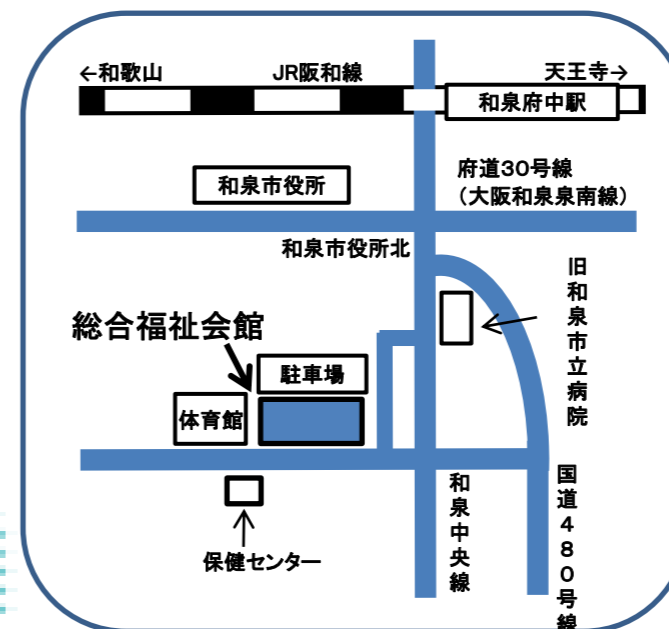 ←和歌山
JR阪和線
天王寺→
和泉府中駅
和泉市役所
府道30号線
(大阪和泉泉南線)
和泉市役所北
旧和泉市立病院
総合福祉会館
駐車場
体育館
保健センター
和泉中央線
国道480号線